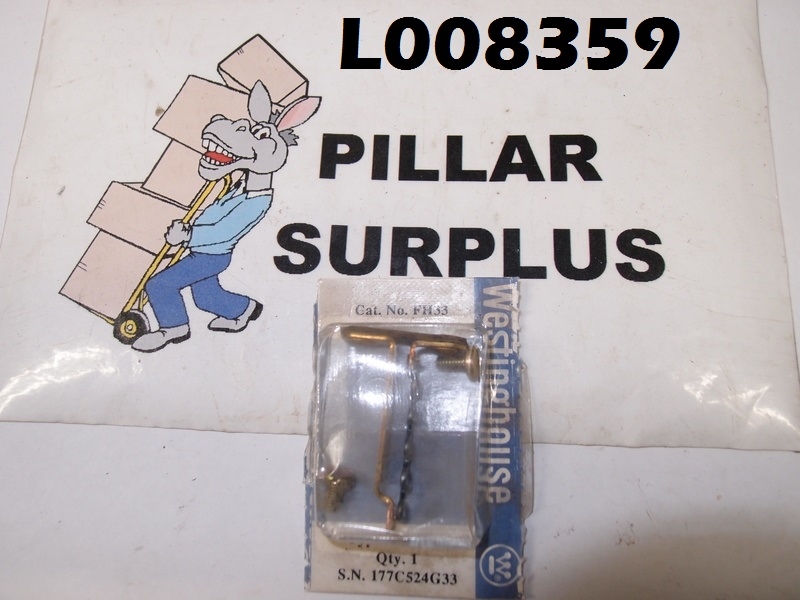 L008359
PILLAR
SURPLUS
Cat. No. FH33
Westinghouse
Qty. 1
S.N. 177C524G33
W